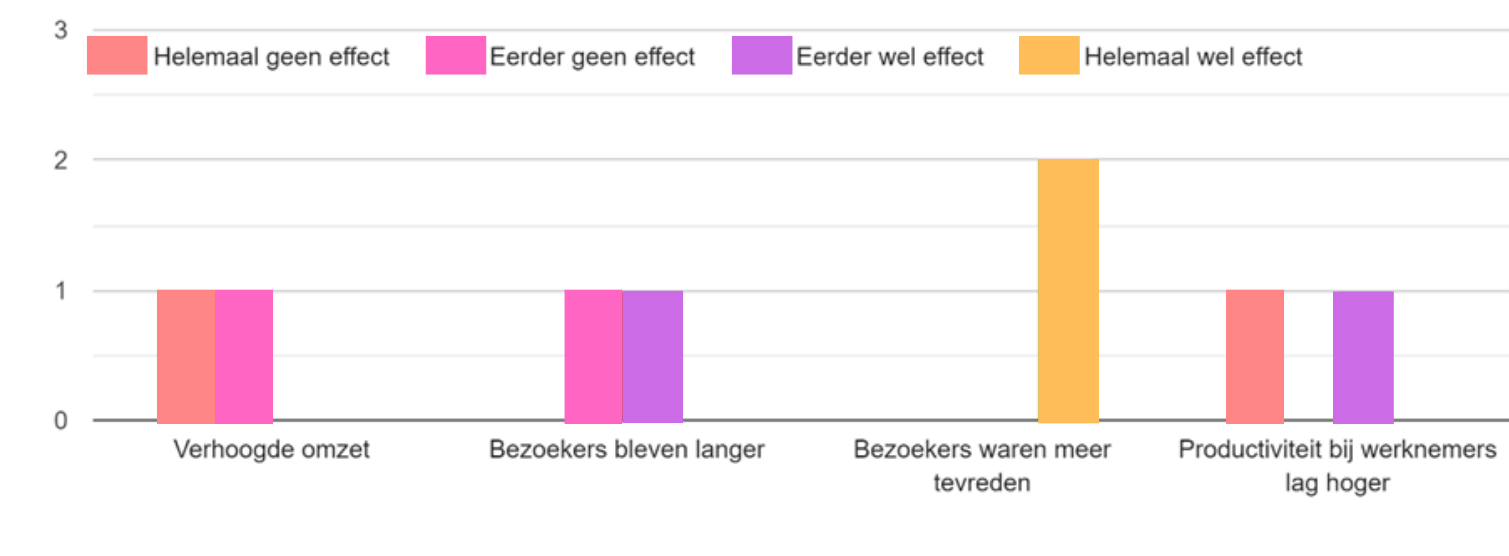 3
Helemaal geen effect Eerder geen effect Eerder wel effect Helemaal wel effect
2
1
0
Verhoogde omzet Bezoekers bleven langer Bezoekers waren meer Productiviteit bij werknemers
tevreden lag hoger